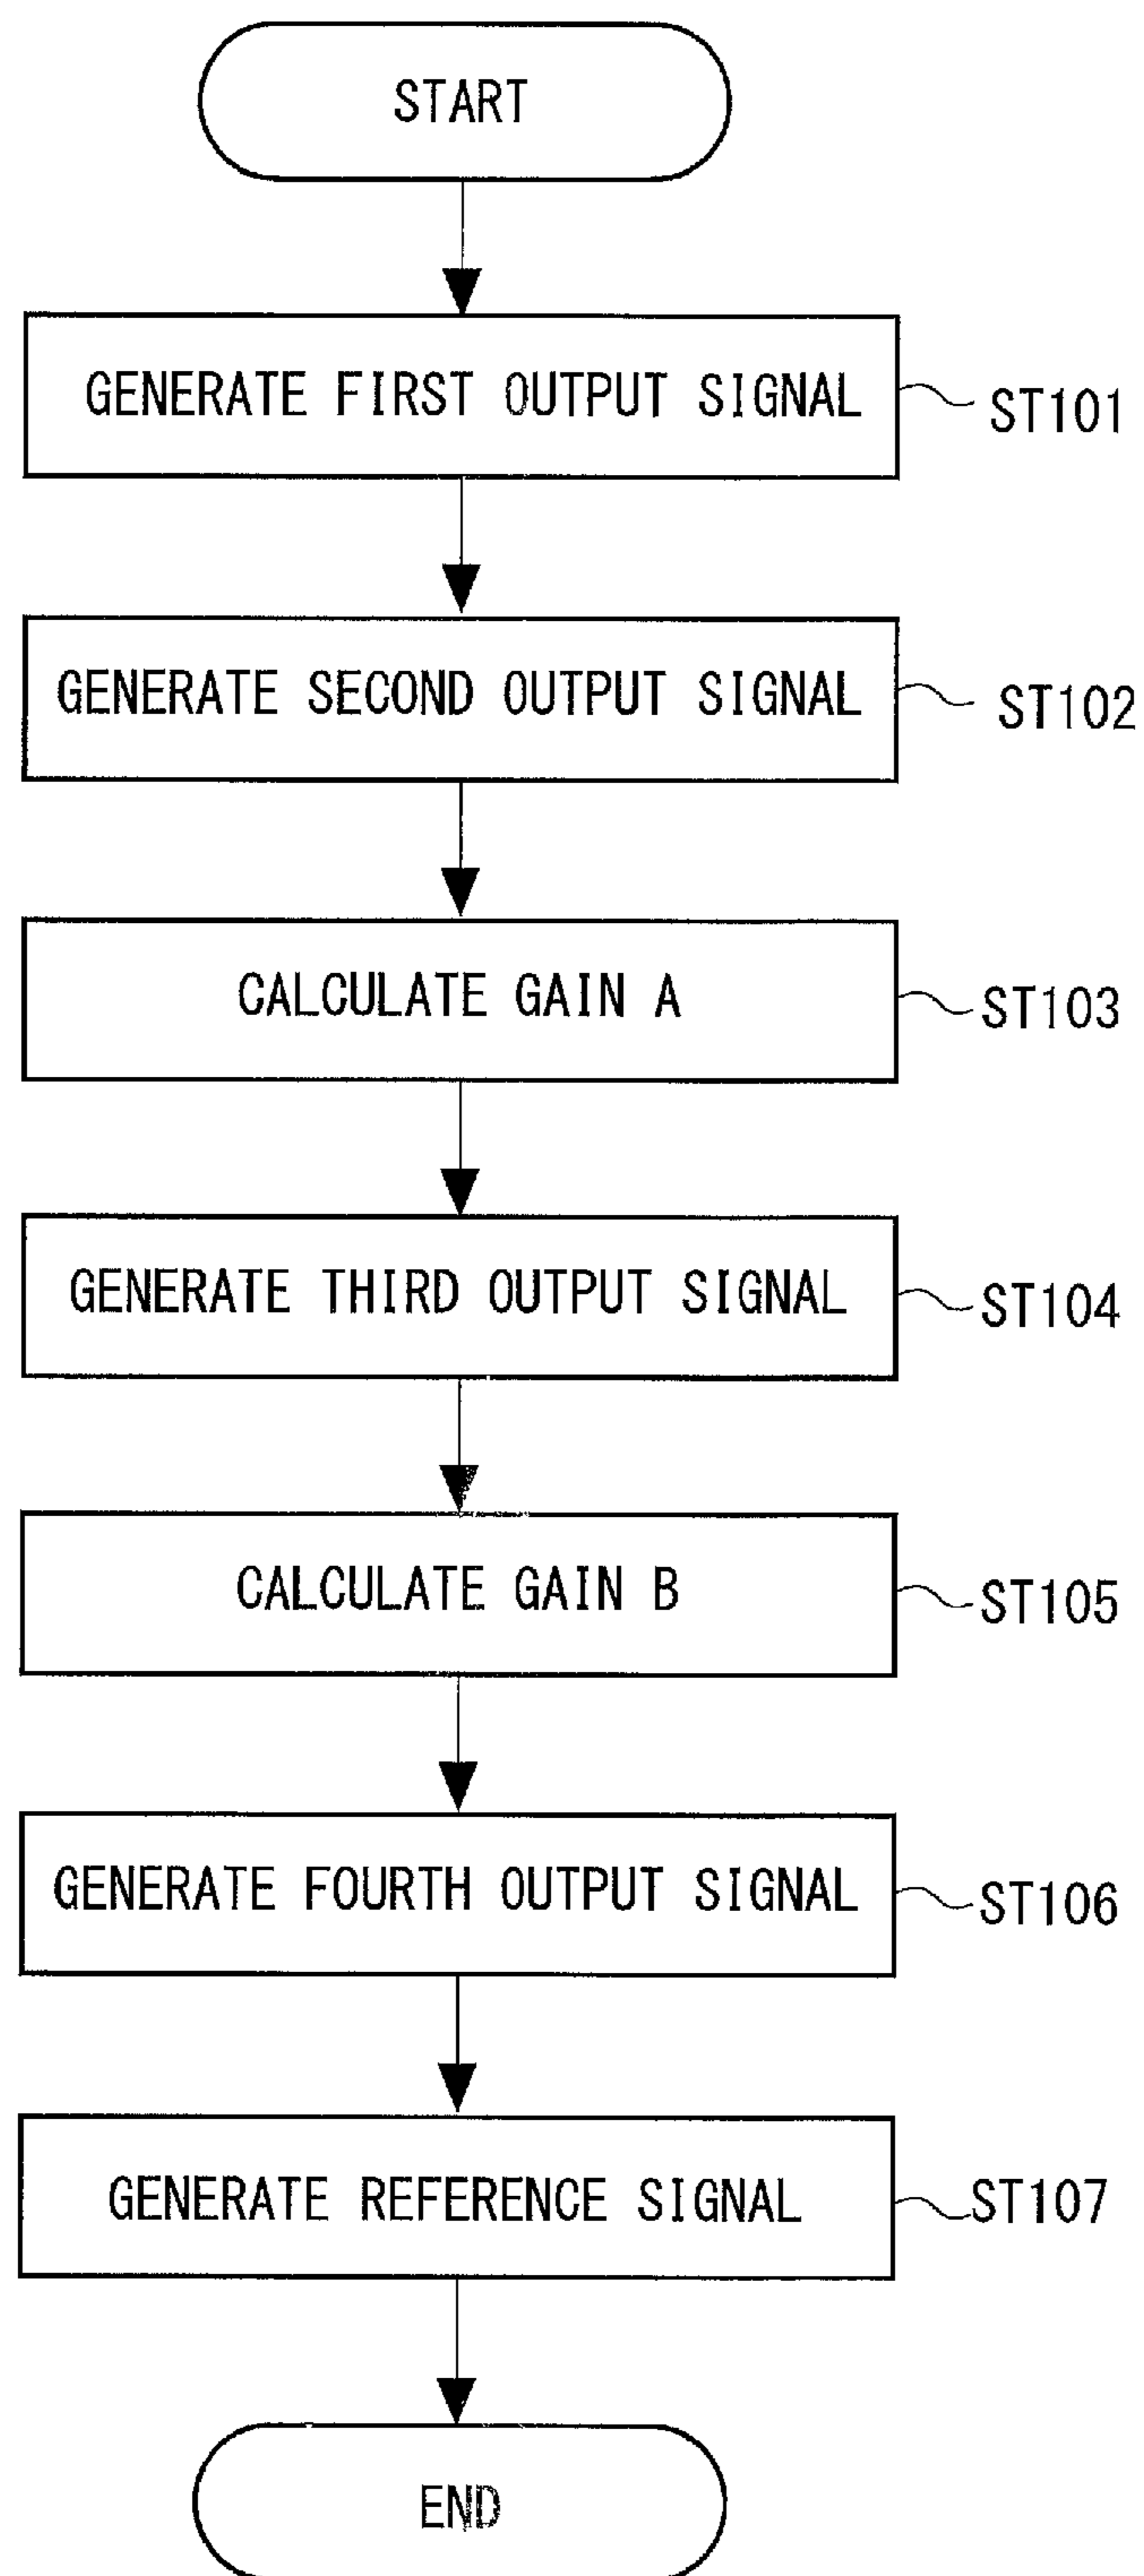 START
GENERATE FIRST OUTPUT SIGNAL
ST101
GENERATE SECOND OUTPUT SIGNAL
ST102
CALCULATE GAIN A
ST103
GENERATE THIRD OUTPUT SIGNAL
ST104
CALCULATE GAIN B
ST105
GENERATE FOURTH OUTPUT SIGNAL
ST106
GENERATE REFERENCE SIGNAL
ST107
END